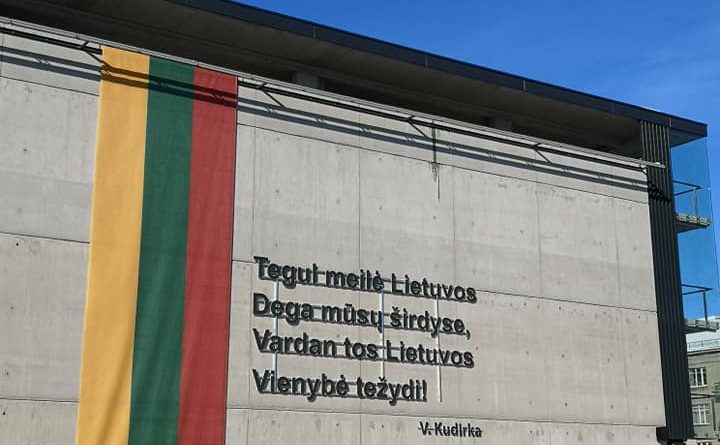 Tegul meilė Lietuvos
Dega mūsų širdyse,
Vardan tos Lietuvos
Vienybė težydi!
V. Kudirka